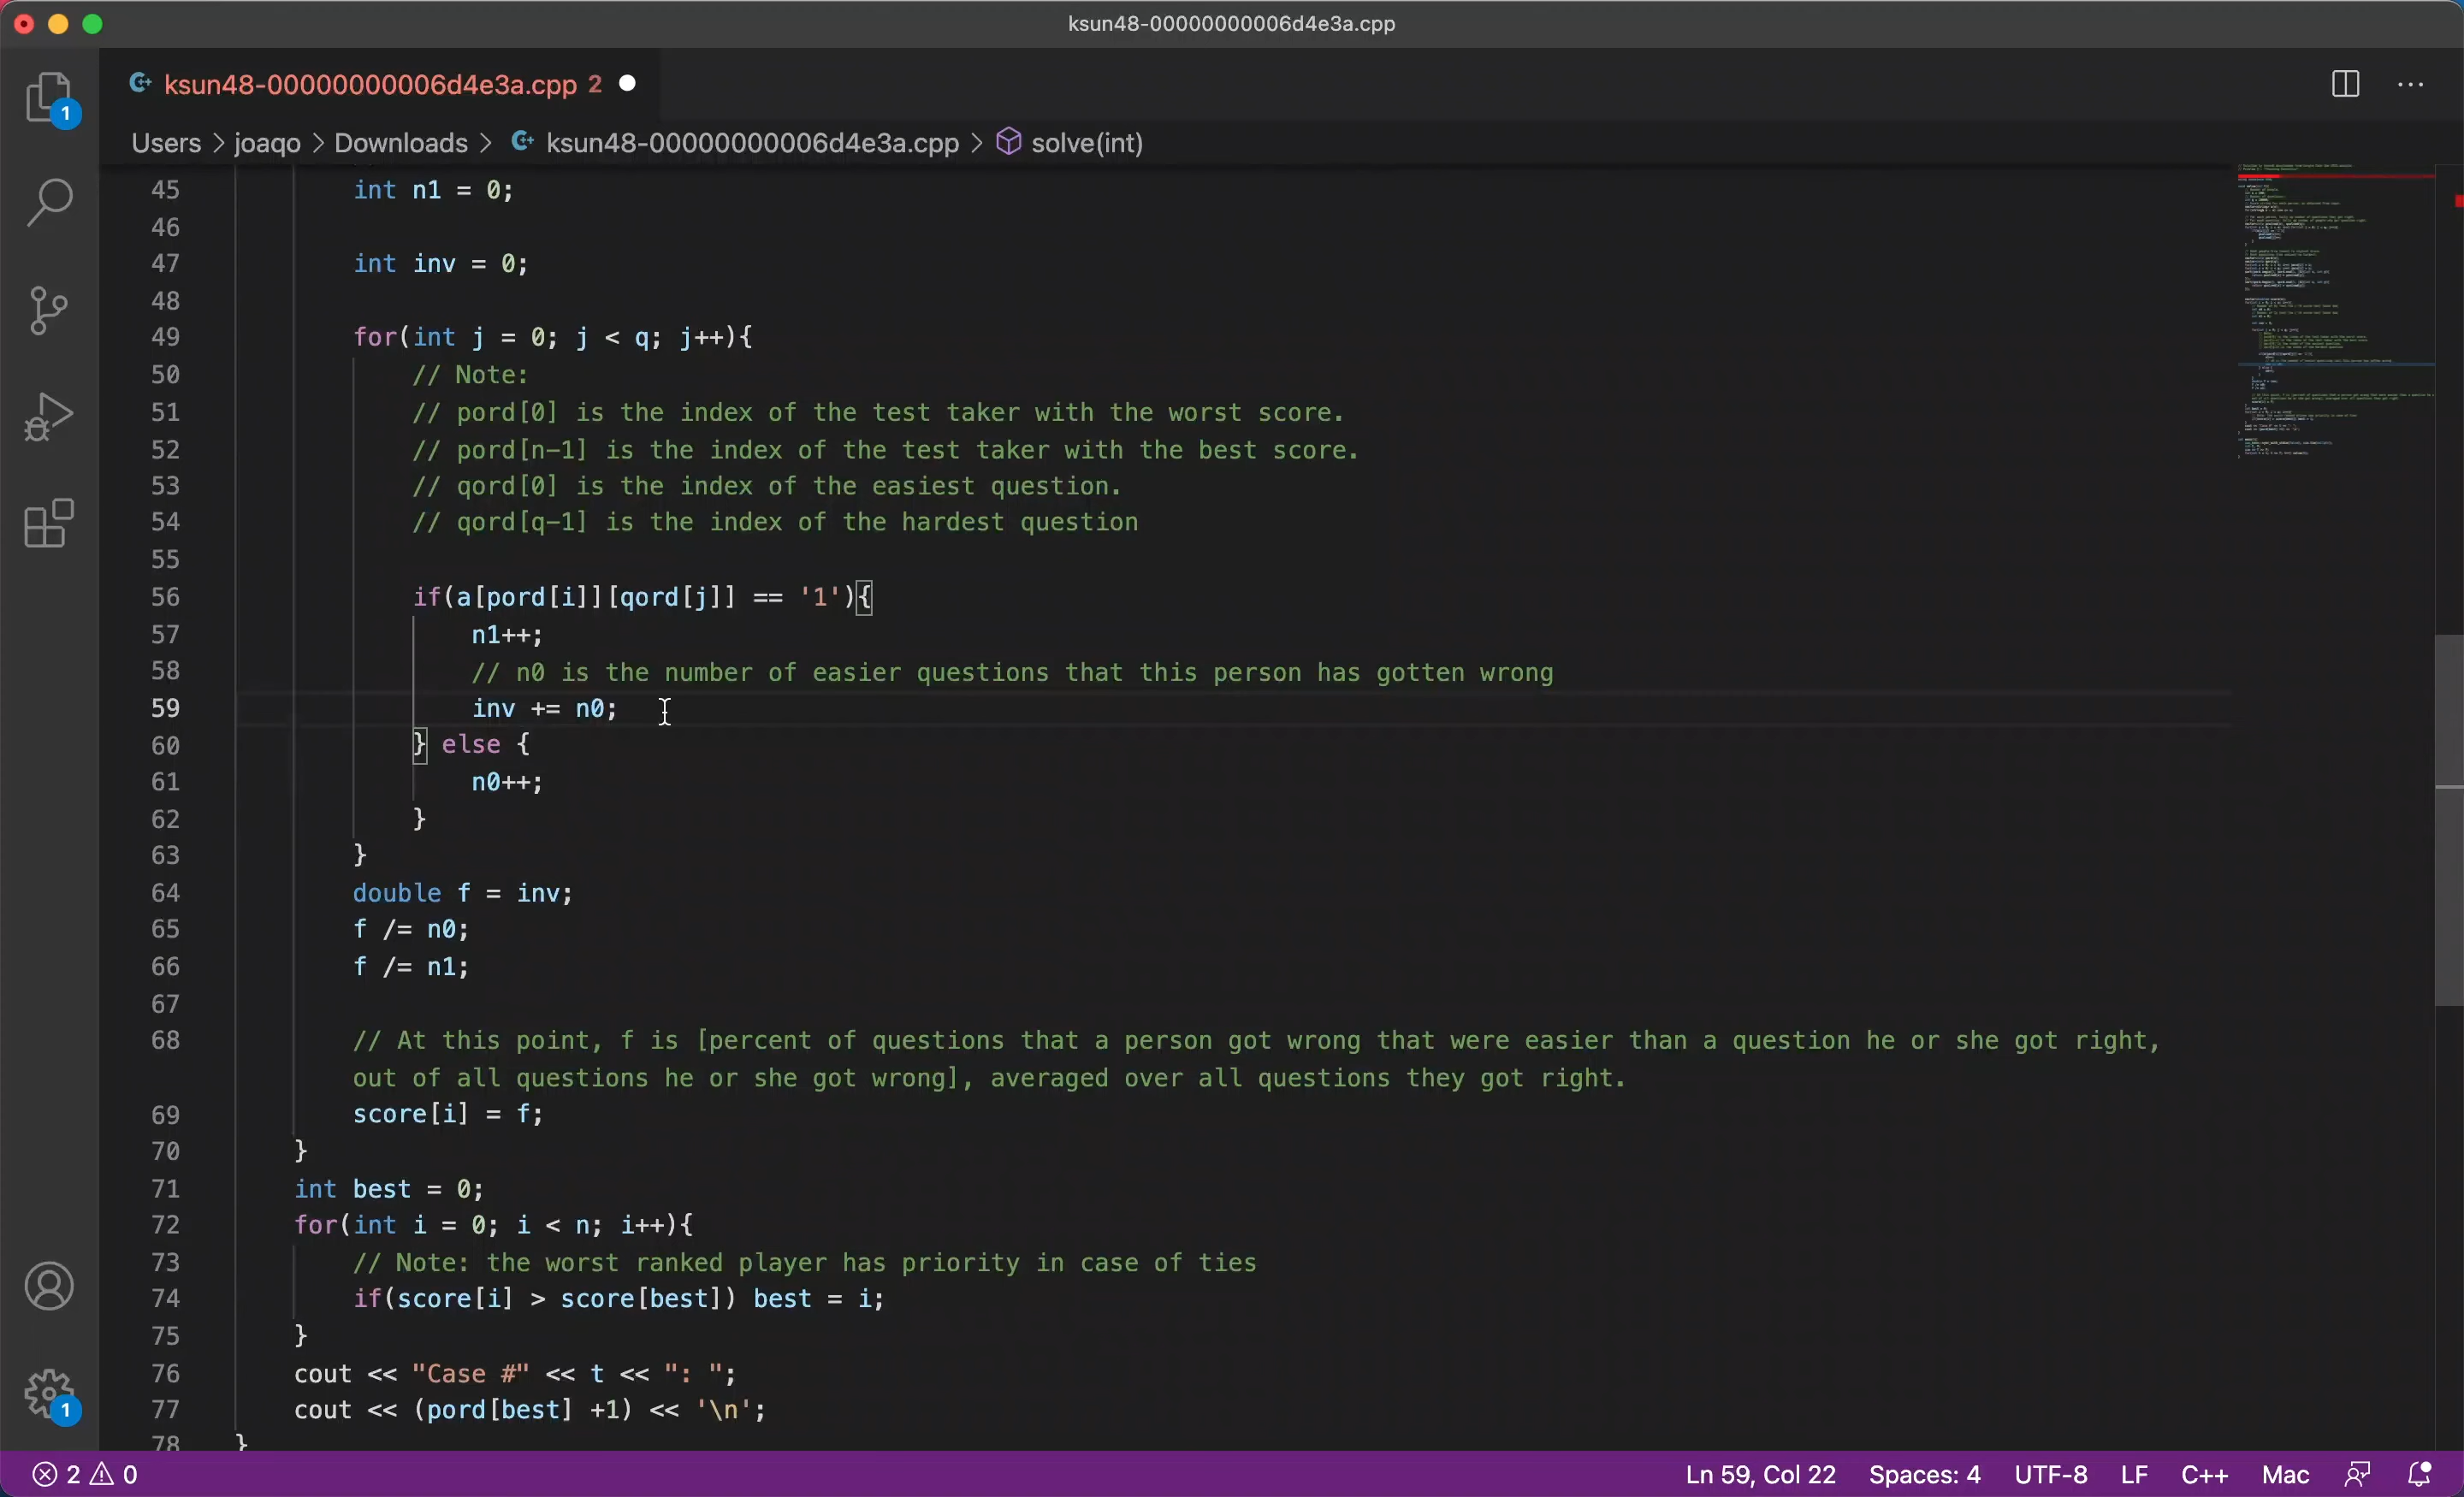 ksun48-00000000006d4e3a.cpp
ksun48-00000000006d4e3a.cpp 2
1
Users > joaqo > Downloads > ksun48-00000000006d4e3a.cpp > solve(int)
45 int n1 = 0;
46
47 int inv = 0;
48
49 for(int j = 0; j < q; j++){
50 // Note:
51 // pord[0] is the index of the test taker with the worst score.
52 // pord[n-1] is the index of the test taker with the best score.
53 // qord[0] is the index of the easiest question.
54 // qord[q-1] is the index of the hardest question
55
56 if(a[pord[i]][qord[j]] == '1'){
57 n1++;
58 // n0 is the number of easier questions that this person has gotten wrong
59 inv += n0;
60 } else {
61 n0++;
62 }
63 }
64 double f = inv;
65 f /= n0;
66 f /= n1;
67
68 // At this point, f is [percent of questions that a person got wrong that were easier than a question he or she got right,
out of all questions he or she got wrong], averaged over all questions they got right.
69 score[i] = f;
70 }
71 int best = 0;
72 for(int i = 0; i < n; i++){
73 // Note: the worst ranked player has priority in case of ties
74 if(score[i] > score[best]) best = i;
75 }
76 cout << "Case #" << t << ": ";
77 cout << (pord[best] +1) << '\n';
78 }
1
2 0
Ln 59, Col 22 Spaces: 4 UTF-8 LF C++ Mac